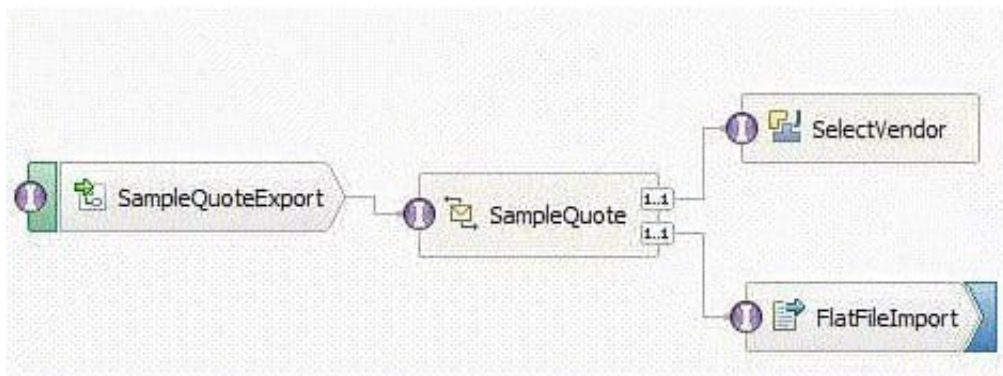 SampleQuoteExport
SampleQuote
1..1
1..1
SelectVendor
FlatFileImport